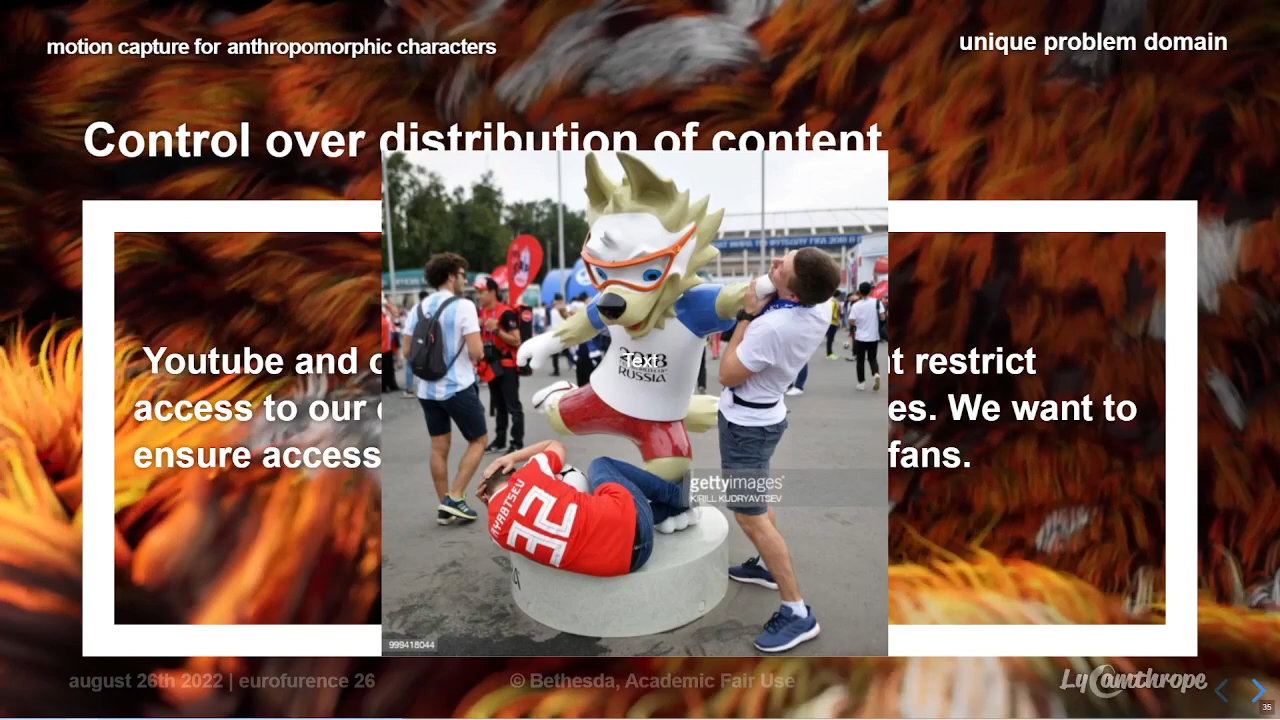 motion capture for anthropomorphic characters
unique problem domain
Control over distribution of content
Youtube and
restrict
access to our
We want to
ensure access
fans.
Text
2018
RUSSIA
32
gettyimages
KIRILL KUDRYAVTSEV
999418044
august 26th 2022 | eurofurence 26
© Bethesda, Academic Fair Use
Lycamthrope
35